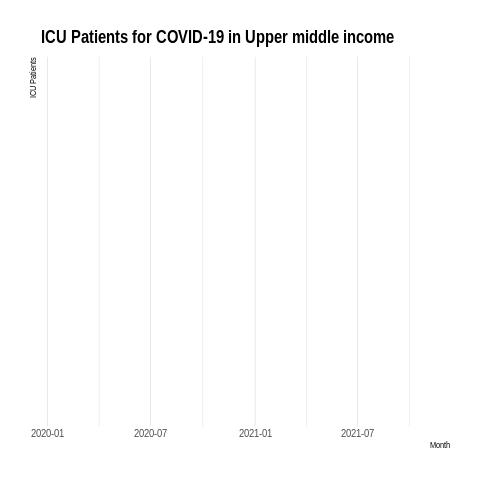 ICU Patients for COVID-19 in Upper middle income
ICU Patients
2020-01 2020-07 2021-01 2021-07
Month